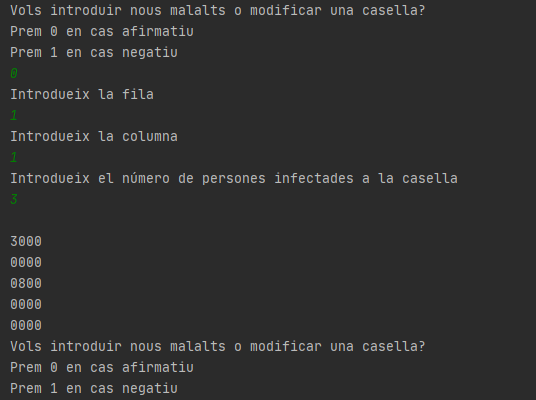 Vols introduir nous malalts o modificar una casella?
Prem 0 en cas afirmatiu
Prem 1 en cas negatiu
0
Introdueix la fila
1
Introdueix la columna
1
Introdueix el número de persones infectades a la casella
3
3000
0000
0800
0000
0000
Vols introduir nous malalts o modificar una casella?
Prem 0 en cas afirmatiu
Prem 1 en cas negatiu